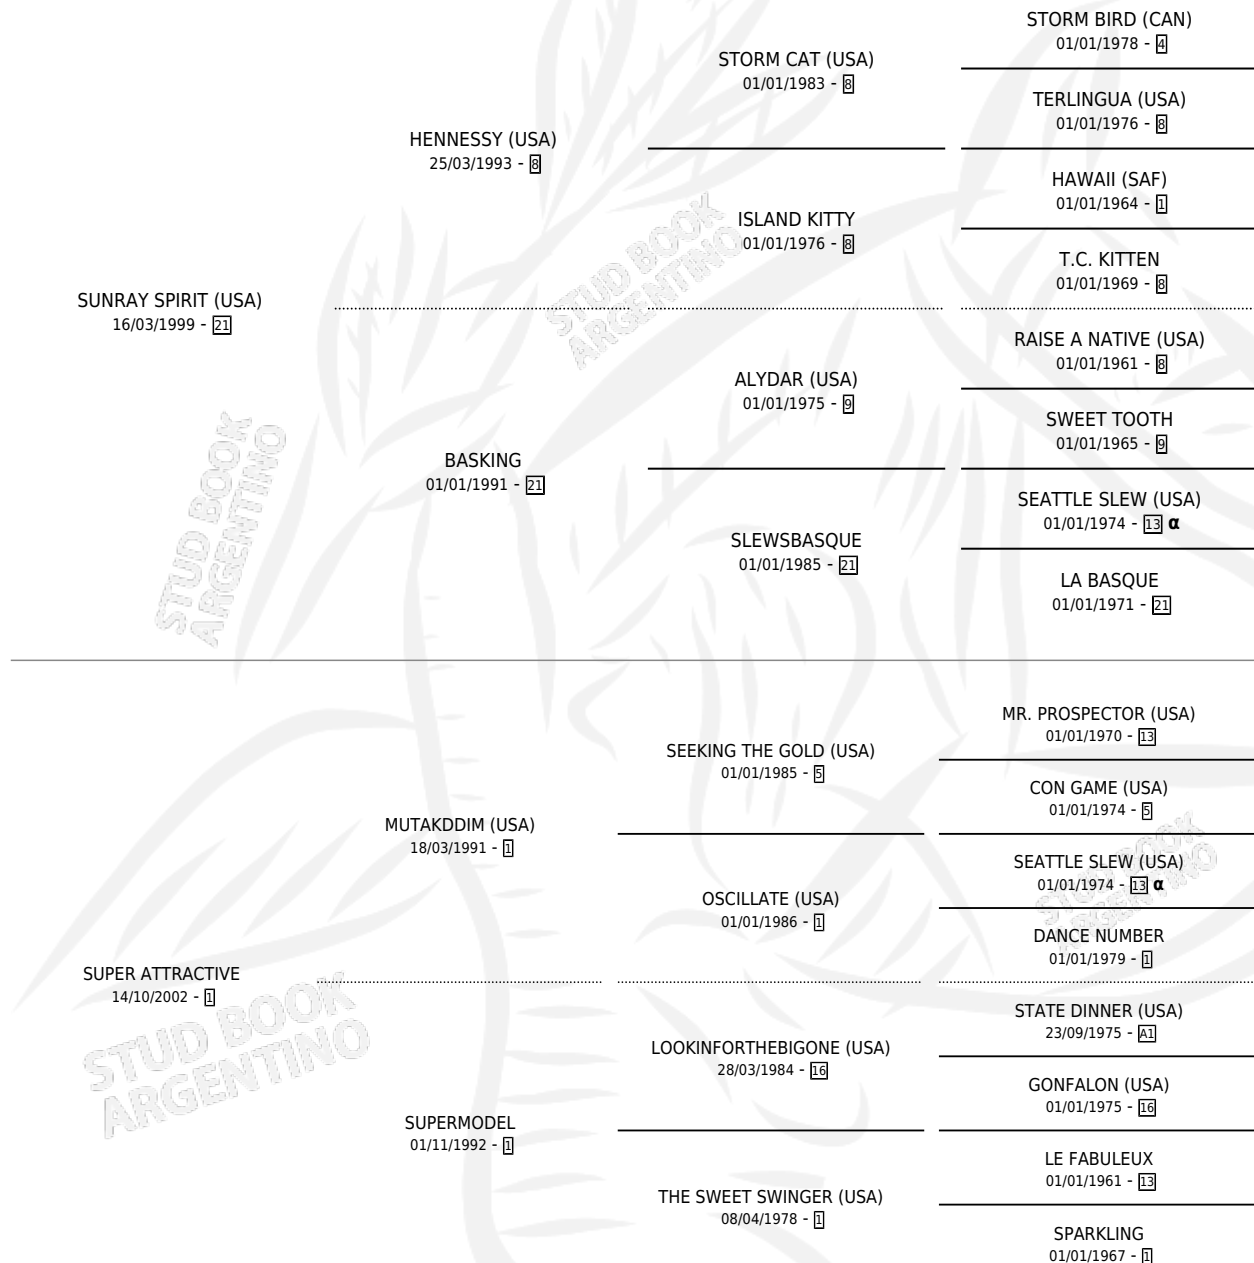 STORM BIRD (CAN)
01/01/1978 - 4
STORM CAT (USA)
01/01/1983 - 8
TERLINGUA (USA)
01/01/1976 - 8
HENNESSY (USA)
25/03/1993 - 8
HAWAII (SAF)
01/01/1964 - 1
ISLAND KITTY
01/01/1976 - 8
T.C. KITTEN
01/01/1969 - 8
SUNRAY SPIRIT (USA)
16/03/1999 - 21
STUD BOOK
ARGENTINO
RAISE A NATIVE (USA)
01/01/1961 - 8
ALYDAR (USA)
01/01/1975 - 9
SWEET TOOTH
01/01/1965 - 9
BASKING
01/01/1991 - 21
SEATTLE SLEW (USA)
01/01/1974 - 13 α
SLEWSBASQUE
01/01/1985 - 21
LA BASQUE
01/01/1971 - 21
STUD BOOK
ARGENTINO
MR. PROSPECTOR (USA)
01/01/1970 - 13
SEEKING THE GOLD (USA)
01/01/1985 - 5
CON GAME (USA)
01/01/1974 - 5
MUTAKDDIM (USA)
18/03/1991 - 1
SEATTLE SLEW (USA)
01/01/1974 - 13 α
STUD BOOK
ARGENTINO
OSCILLATE (USA)
01/01/1986 - 1
DANCE NUMBER
01/01/1979 - 1
SUPER ATTRACTIVE
14/10/2002 - 1
STUD BOOK
ARGENTINO
STATE DINNER (USA)
23/09/1975 - A1
LOOKINFORTHEBIGONE (USA)
28/03/1984 - 16
GONFALON (USA)
01/01/1975 - 16
SUPERMODEL
01/11/1992 - 1
LE FABULEUX
01/01/1961 - 13
THE SWEET SWINGER (USA)
08/04/1978 - 1
SPARKLING
01/01/1967 - 1